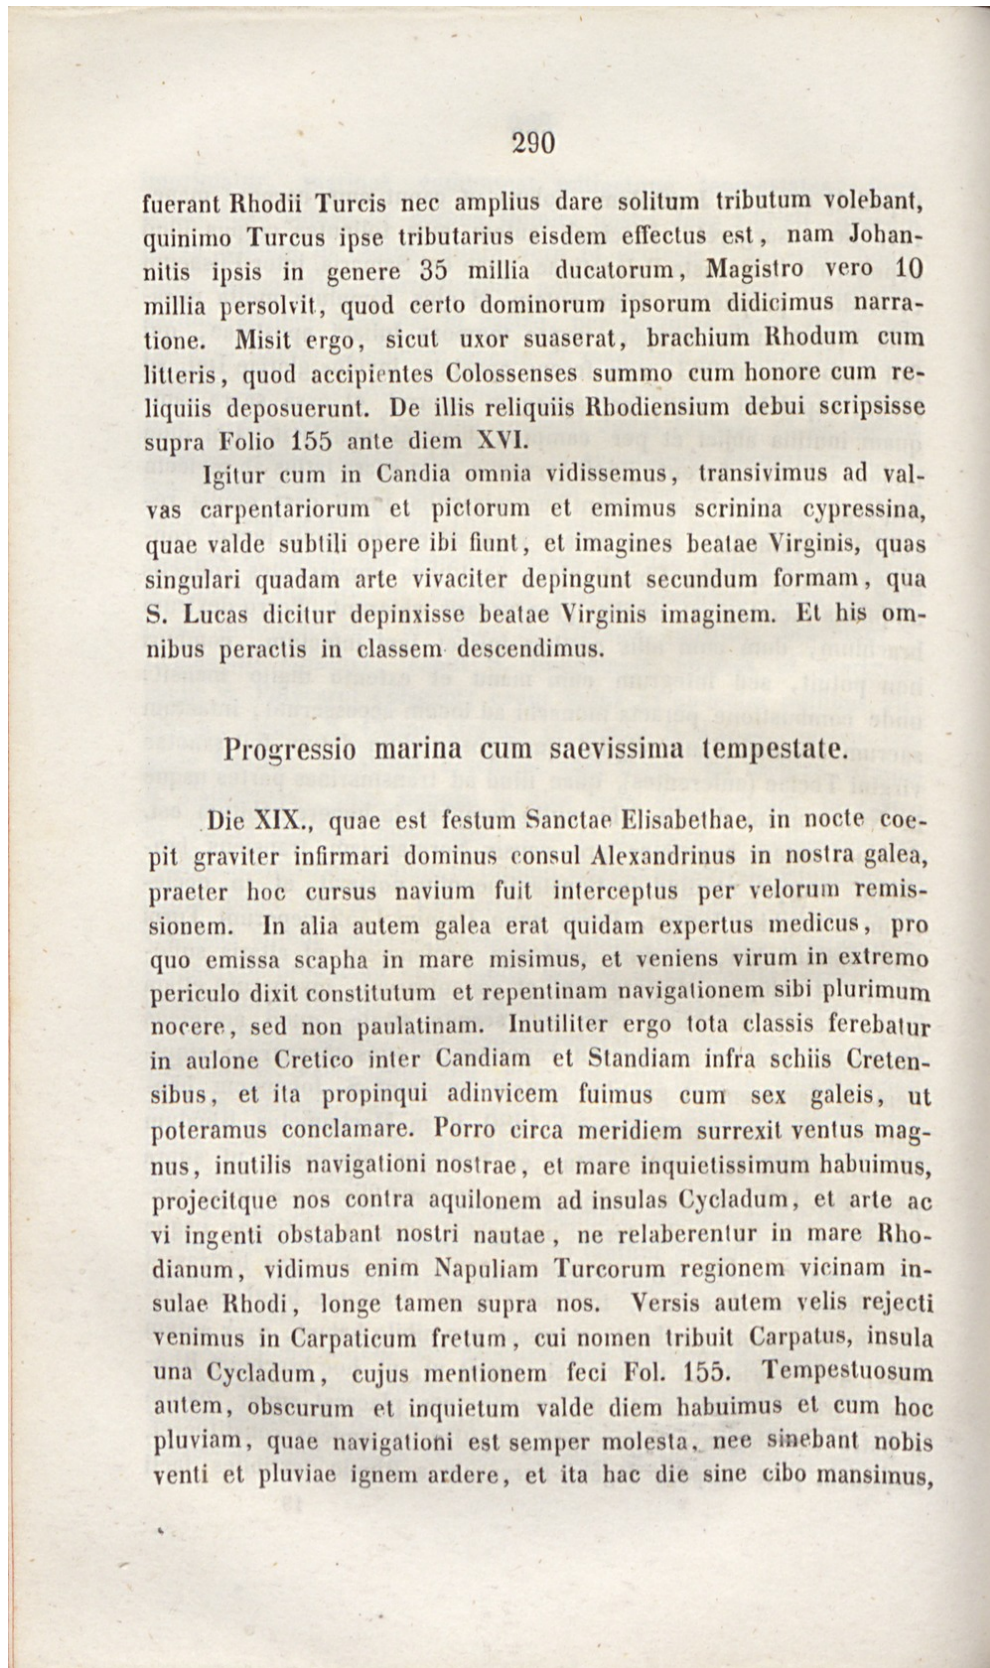 290
fuerant Rhodii Turcis nec amplius dare solitum tributum volebant,
quinimo Turcus ipse tributarius eisdem effectus est, nam Johan-
nitis ipsis in genere 35 millia ducatorum, Magistro vero 10
millia persolvit, quod certo dominorum ipsorum didicimus narra-
tione. Misit ergo, sicut uxor suaserat, brachium Rhodum cum
litteris, quod accipientes Colossenses summo cum honore cum re-
liquiis deposuerunt. De illis reliquiis Rhodiensium debui scripsisse
supra Folio 155 ante diem XVI.
Igitur cum in Candia omnia vidissemus, transivimus ad val-
vas carpentariorum et pictorum et emimus scrinina cypressina,
quae valde subtili opere ibi fiunt, et imagines beatae Virginis, quas
singulari quadam arte vivaciter depingunt secundum formam, qua
S. Lucas dicitur depinxisse beatae Virginis imaginem. Et his om-
nibus peractis in classem descendimus.
Progressio marina cum saevissima tempestate.
Die XIX., quae est festum Sanctae Elisabethae, in nocte coe-
pit graviter infirmari dominus consul Alexandrinus in nostra galea,
praeter hoc cursus navium fuit interceptus per velorum remis-
sionem. In alia autem galea erat quidam expertus medicus, pro
quo emissa scapha in mare misimus, et veniens virum in extremo
periculo dixit constitutum et repentinam navigationem sibi plurimum
nocere, sed non paulatinam. Inutiliter ergo tota classis ferebatur
in aulone Cretico inter Candiam et Standiam infra schiis Creten-
sibus, et ita propinqui adinvicem fuimus cum sex galeis, ut
poteramus conclamare. Porro circa meridiem surrexit ventus mag-
nus, inutilis navigationi nostrae, et mare inquietissimum habuimus,
projecitque nos contra aquilonem ad insulas Cycladum, et arte ac
vi ingenti obstabant nostri nautae, ne relaberentur in mare Rho-
dianum, vidimus enim Napuliam Turcorum regionem vicinam in-
sulae Rhodi, longe tamen supra nos. Versis autem velis rejecti
venimus in Carpaticum fretum, cui nomen tribuit Carpatus, insula
una Cycladum, cujus mentionem feci Fol. 155. Tempestuosum
autem, obscurum et inquietum valde diem habuimus et cum hoc
pluviam, quae navigationi est semper molesta, nee sinebant nobis
venti et pluviae ignem ardere, et ita hac die sine cibo mansimus,